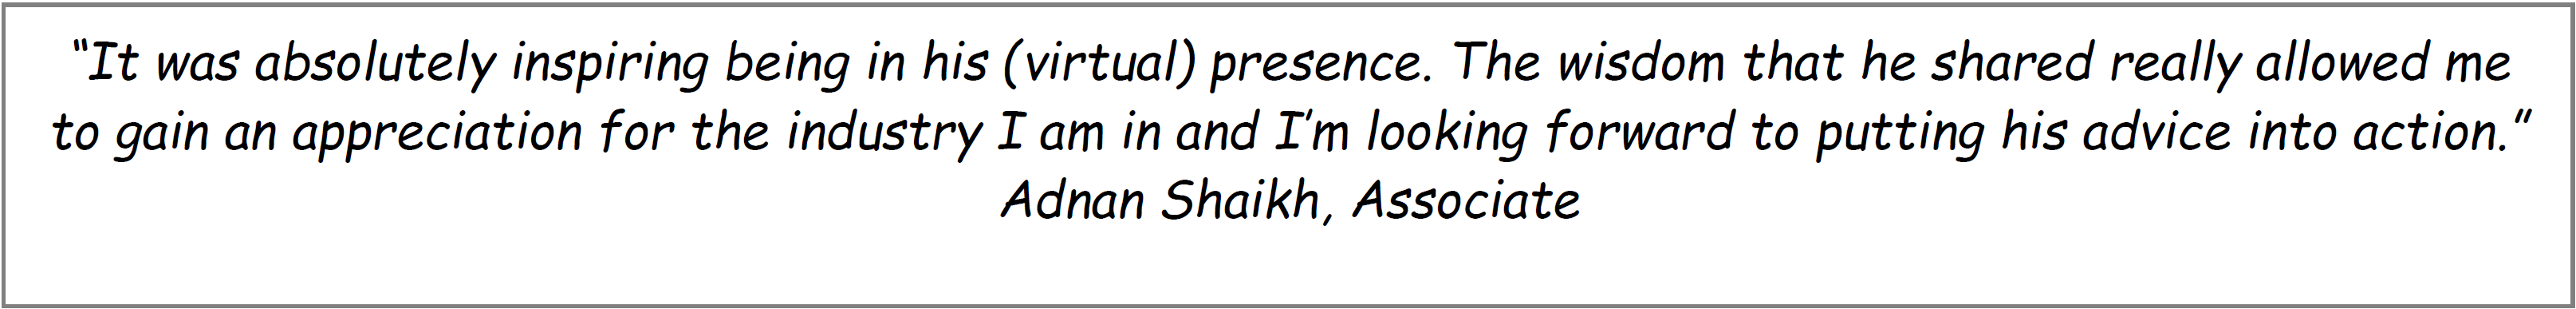 “It was absolutely inspiring being in his (virtual) presence. The wisdom that he shared really allowed me
to gain an appreciation for the industry I am in and I’m looking forward to putting his advice into action.”
Adnan Shaikh, Associate